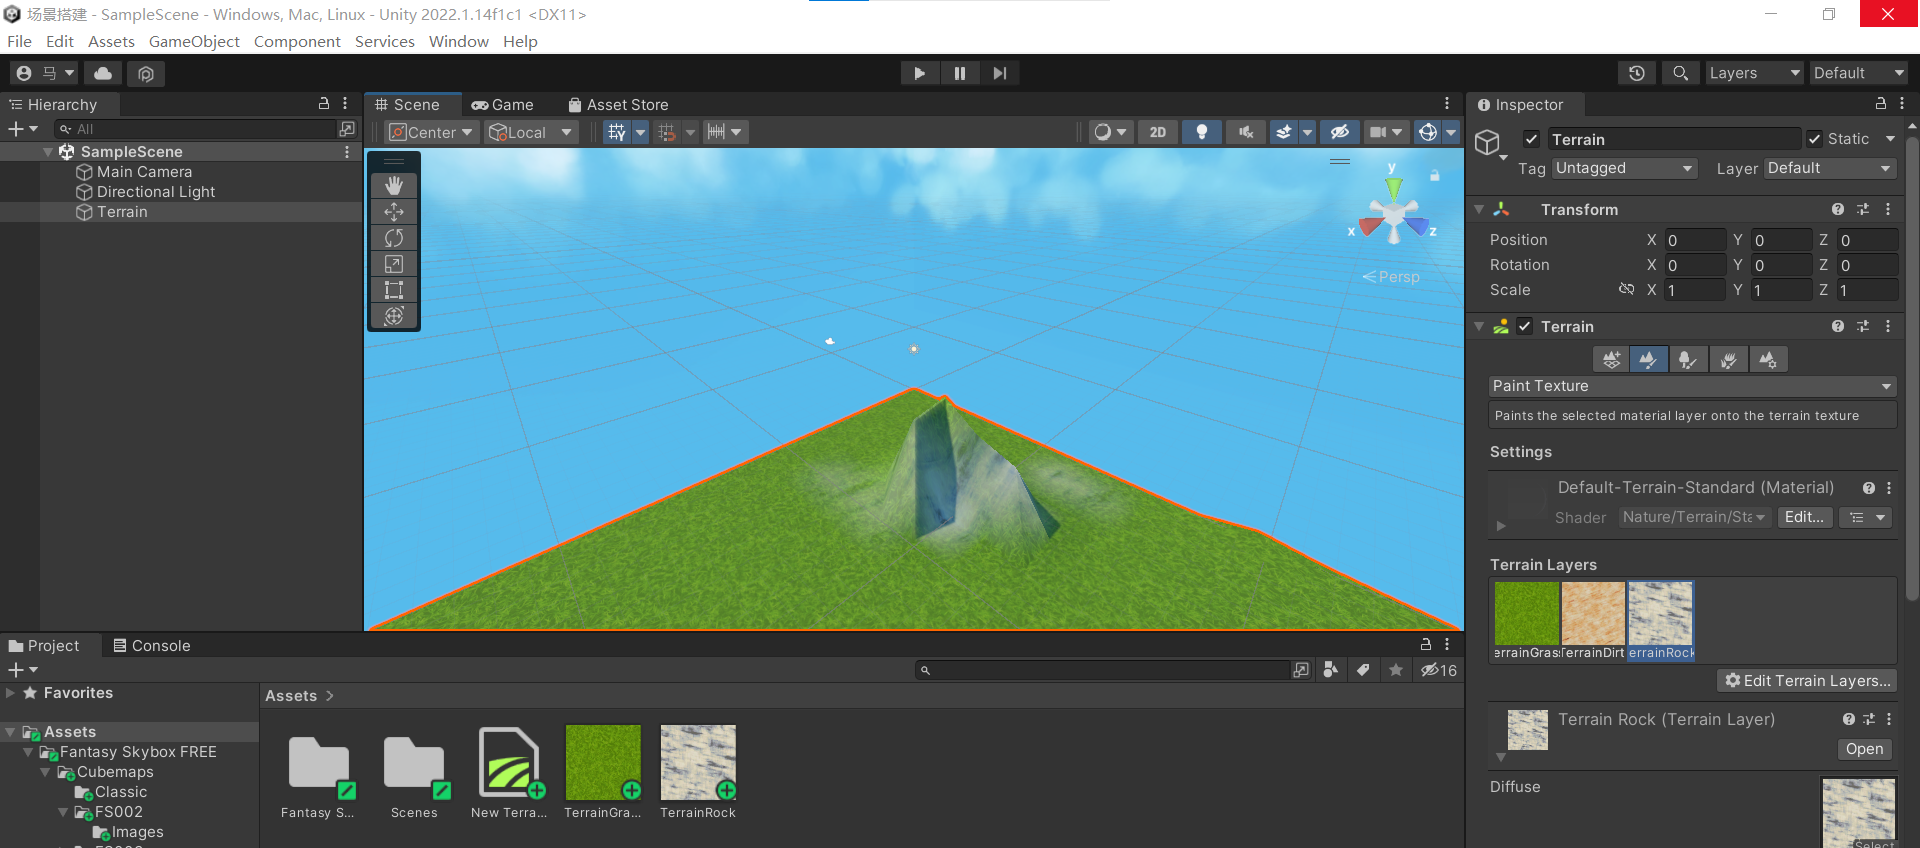 场景搭建 - SampleScene - Windows, Mac, Linux - Unity 2022.1.14f1c1 <DX11>
File Edit Assets GameObject Component Services Window Help
马
Layers
Default
Hierarchy
All
SampleScene
Main Camera
Directional Light
Terrain
Scene
Game
Asset Store
Center
Local
2D
y
x
z
Persp
Inspector
Terrain
Static
Tag Untagged Layer Default
Transform
Position X 0 Y 0 Z 0
Rotation X 0 Y 0 Z 0
Scale X 1 Y 1 Z 1
Terrain
Paint Texture
Paints the selected material layer onto the terrain texture
Settings
Default-Terrain-Standard (Material)
Shader Nature/Terrain/Sta Edit...
Terrain Layers
errainGras TerrainDirt errainRock
Edit Terrain Layers...
Terrain Rock (Terrain Layer)
Open
Diffuse
Select
Project
Console
16
Favorites
Assets
Fantasy Skybox FREE
Cubemaps
Classic
FS002
Images
Assets >
Fantasy S...
Scenes
New Terra...
TerrainGra...
TerrainRock